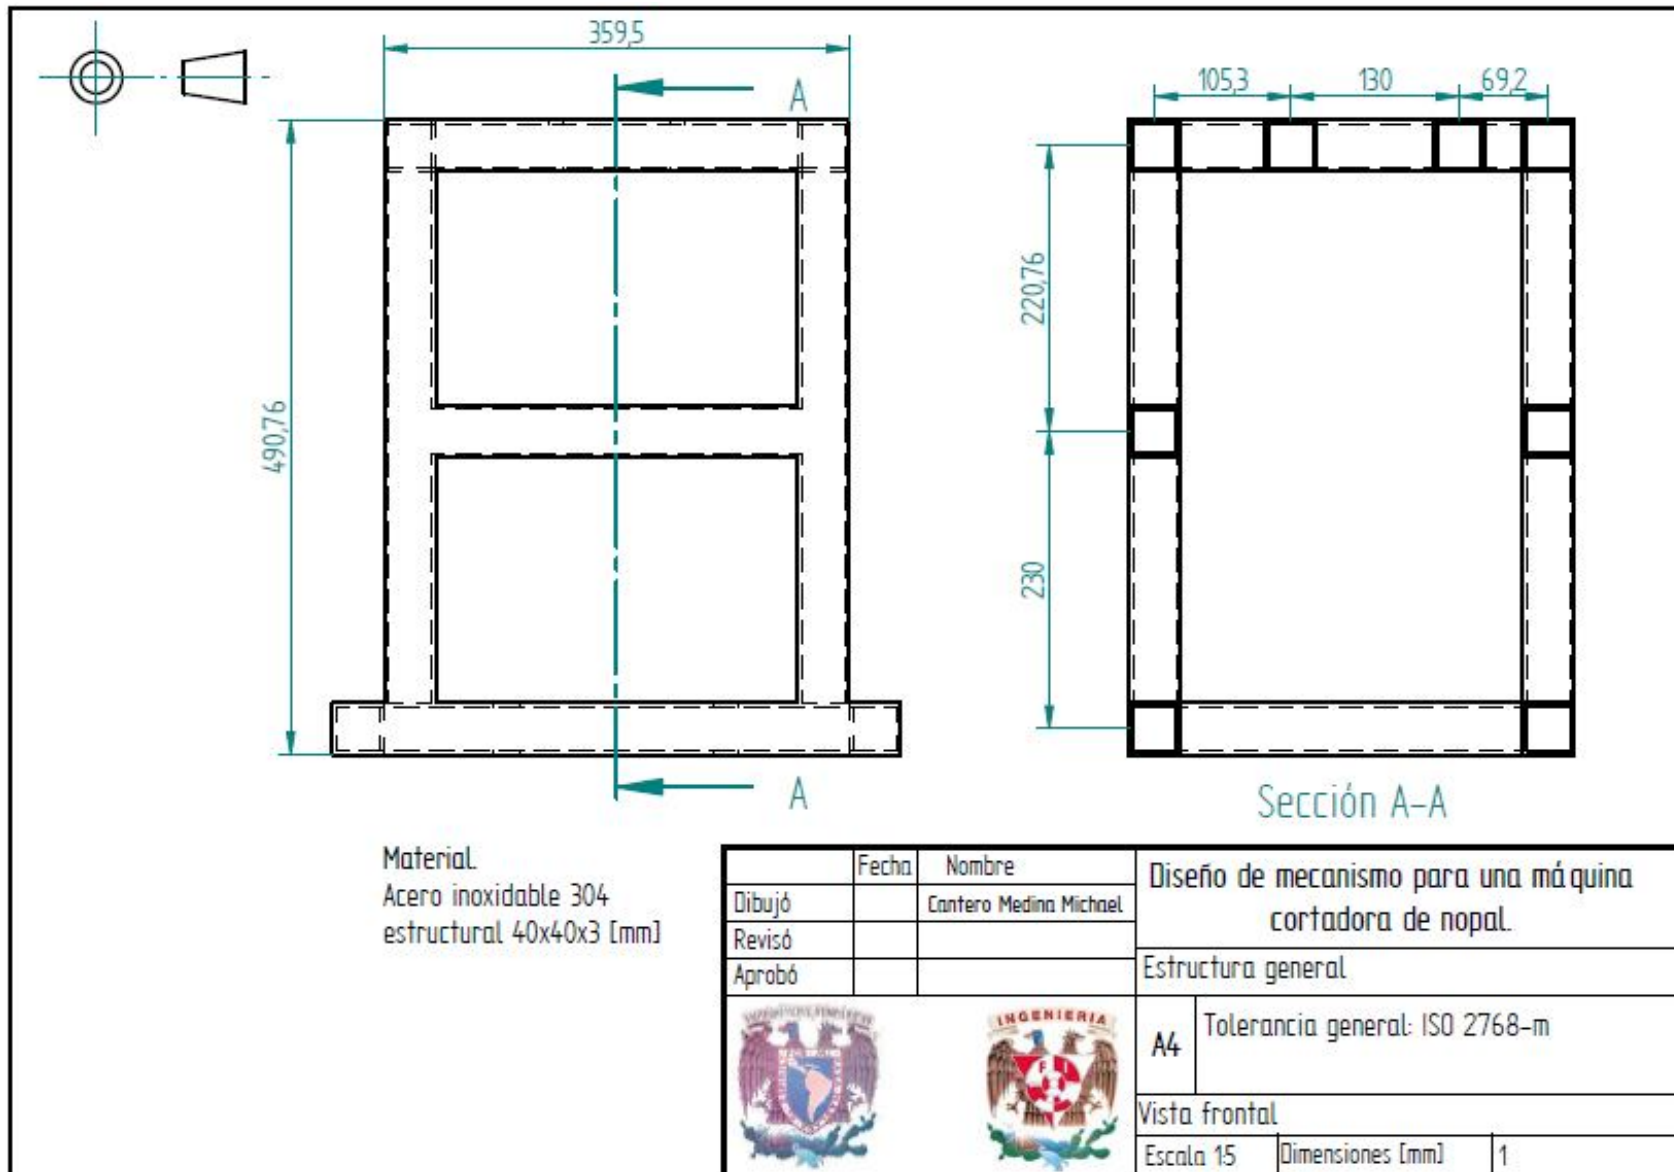 359,5
A
105,3
130
69,2
220,76
490,76
230
A
Sección A-A
Material.
Acero inoxidable 304
estructural 40x40x3 [mm]
Fecha Nombre
Dibujó Cantero Medina Michael
Revisó
Aprobó
Diseño de mecanismo para una máquina
cortadora de nopal.
Estructura general
A4 Tolerancia general: ISO 2768-m
INGENIERIA
F I
Vista frontal
Escala 1:5 Dimensiones [mm] 1